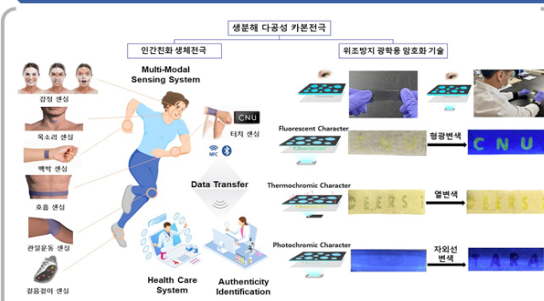 생분해 다공성 카본전극
인간친화 생체전극
위조방지 광학용 암호화 기술
Multi-Modal
Sensing System
감정 센싱
목소리 센싱
맥박 센싱
호흡 센싱
관절운동 센싱
걸음걸이 센싱
CNU
터치 센싱
NFC
Data Transfer
Health Care
System
Authenticity
Identification
Fluorescent Character
형광변색
CNU
Thermochromic Character
열변색
Photochromic Character
자외선
변색
TARA